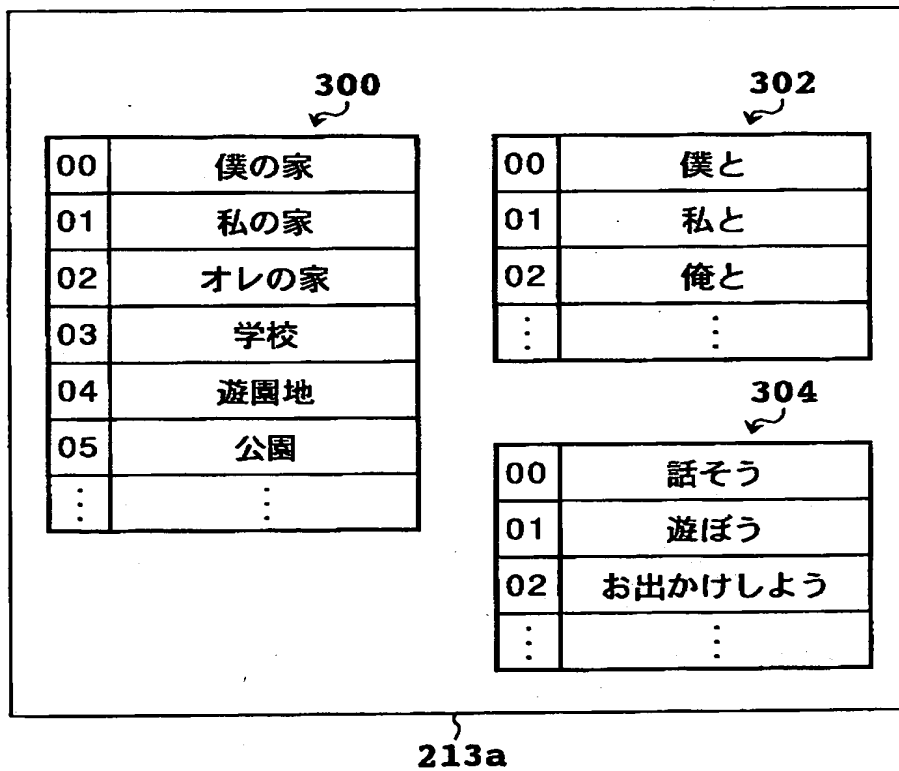 300
00 僕の家
01 私の家
02 オレの家
03 学校
04 遊園地
05 公園
⋮ ⋮
302
00 僕と
01 私と
02 俺と
⋮ ⋮
304
00 話そう
01 遊ぼう
02 お出かけしよう
⋮ ⋮
213a